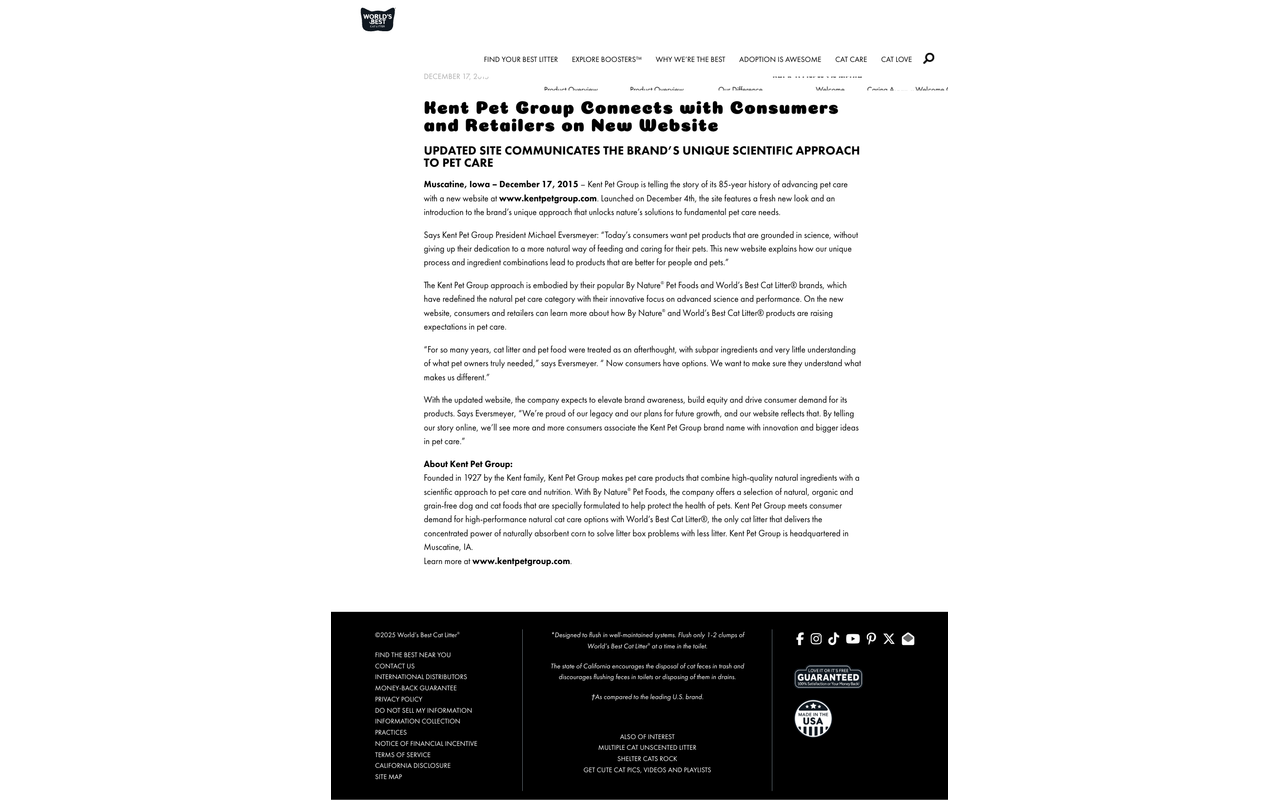 WORLD'S
BEST
CAT LITTER
FIND YOUR BEST LITTER EXPLORE BOOSTERS™ WHY WE'RE THE BEST ADOPTION IS AWESOME CAT CARE CAT LOVE
DECEMBER 17, 2015
Product Overview Product Overview Our Difference Welcome Caring A Welcome
Kent Pet Group Connects with Consumers
and Retailers on New Website
UPDATED SITE COMMUNICATES THE BRAND'S UNIQUE SCIENTIFIC APPROACH
TO PET CARE
Muscatine, Iowa – December 17, 2015 – Kent Pet Group is telling the story of its 85-year history of advancing pet care
with a new website at www.kentpetgroup.com. Launched on December 4th, the site features a fresh new look and an
introduction to the brand's unique approach that unlocks nature's solutions to fundamental pet care needs.
Says Kent Pet Group President Michael Eversmeyer: "Today's consumers want pet products that are grounded in science, without
giving up their dedication to a more natural way of feeding and caring for their pets. This new website explains how our unique
process and ingredient combinations lead to products that are better for people and pets."
The Kent Pet Group approach is embodied by their popular By Nature® Pet Foods and World's Best Cat Litter® brands, which
have redefined the natural pet care category with their innovative focus on advanced science and performance. On the new
website, consumers and retailers can learn more about how By Nature® and World's Best Cat Litter® products are raising
expectations in pet care.
"For so many years, cat litter and pet food were treated as an afterthought, with subpar ingredients and very little understanding
of what pet owners truly needed," says Eversmeyer. " Now consumers have options. We want to make sure they understand what
makes us different."
With the updated website, the company expects to elevate brand awareness, build equity and drive consumer demand for its
products. Says Eversmeyer, "We're proud of our legacy and our plans for future growth, and our website reflects that. By telling
our story online, we'll see more and more consumers associate the Kent Pet Group brand name with innovation and bigger ideas
in pet care."
About Kent Pet Group:
Founded in 1927 by the Kent family, Kent Pet Group makes pet care products that combine high-quality natural ingredients with a
scientific approach to pet care and nutrition. With By Nature® Pet Foods, the company offers a selection of natural, organic and
grain-free dog and cat foods that are specially formulated to help protect the health of pets. Kent Pet Group meets consumer
demand for high-performance natural cat care options with World's Best Cat Litter®, the only cat litter that delivers the
concentrated power of naturally absorbent corn to solve litter box problems with less litter. Kent Pet Group is headquartered in
Muscatine, IA.
Learn more at www.kentpetgroup.com.
©2025 World's Best Cat Litter®
FIND THE BEST NEAR YOU
CONTACT US
INTERNATIONAL DISTRIBUTORS
MONEY-BACK GUARANTEE
PRIVACY POLICY
DO NOT SELL MY INFORMATION
INFORMATION COLLECTION
PRACTICES
NOTICE OF FINANCIAL INCENTIVE
TERMS OF SERVICE
CALIFORNIA DISCLOSURE
SITE MAP
*Designed to flush in well-maintained systems. Flush only 1-2 clumps of
World's Best Cat Litter® at a time in the toilet.
The state of California encourages the disposal of cat feces in trash and
discourages flushing feces in toilets or disposing of them in drains.
†As compared to the leading U.S. brand.
ALSO OF INTEREST
MULTIPLE CAT UNSCENTED LITTER
SHELTER CATS ROCK
GET CUTE CAT PICS, VIDEOS AND PLAYLISTS
LOVE IT OR IT'S FREE
GUARANTEED
100% Satisfaction or Your Money Back!
MADE IN THE
USA